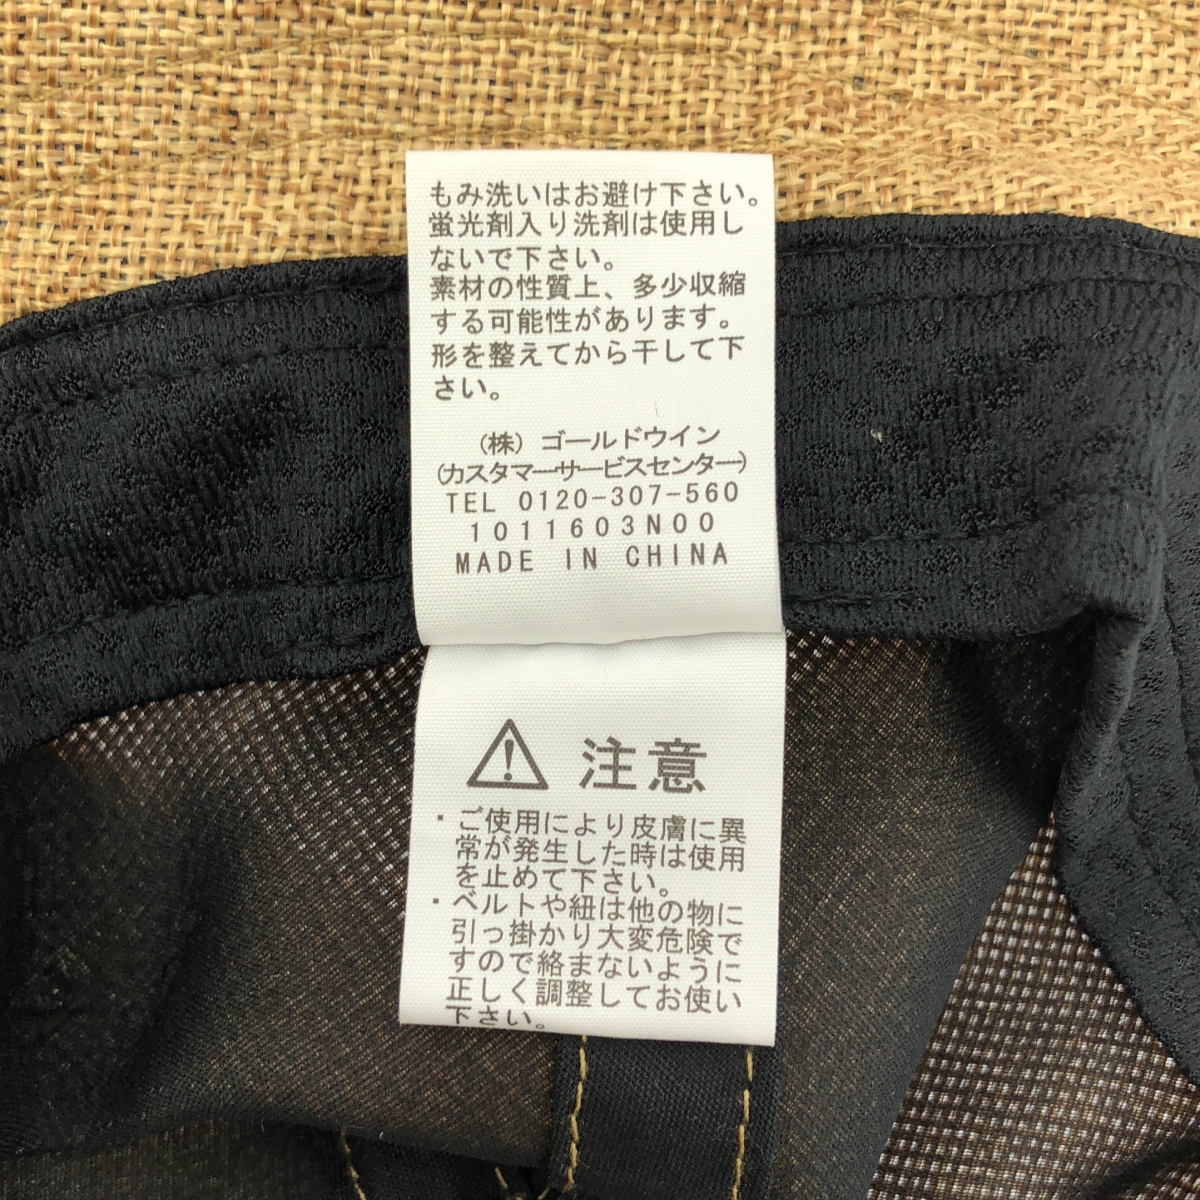 もみ洗いはお避け下さい。
蛍光剤入り洗剤は使用し
ないで下さい。
素材の性質上、多少収縮
する可能性があります。
形を整えてから干して下
さい。
(株) ゴールドウイン
(カスタマーサービスセンター)
TEL 0120-307-560
1011603N00
MADE IN CHINA
注意
・ご使用により皮膚に異
常が発生した時は使用
を止めて下さい。
・ベルトや紐は他の物に
引っ掛かり大変危険で
すので絡まないように
正しく調整してお使い
下さい。